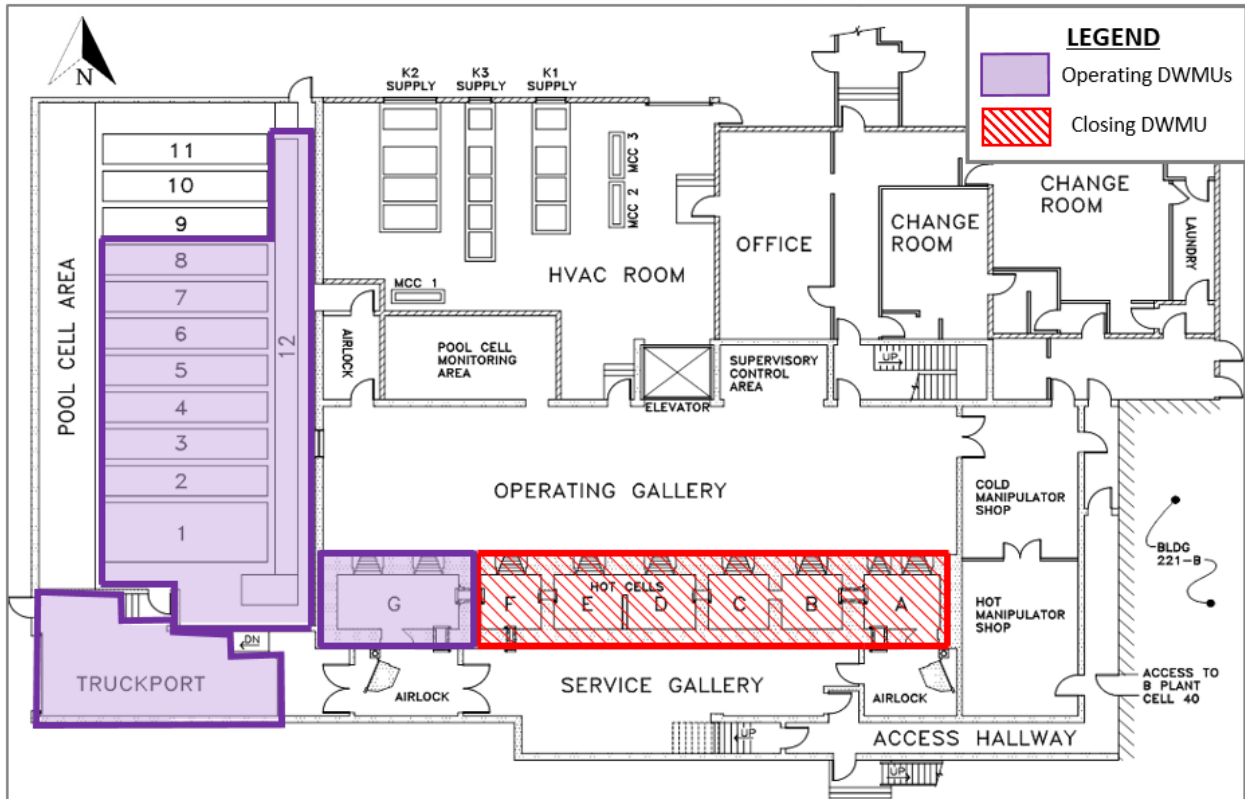 LEGEND
Operating DWMUs
Closing DWMU
N
K2
SUPPLY
K3
SUPPLY
K1
SUPPLY
11
10
9
8
7
6
5
4
3
2
1
12
POOL CELL AREA
MCC 3
MCC 2
MCC 1
HVAC ROOM
OFFICE
CHANGE
ROOM
CHANGE
ROOM
LAUNDRY
AIRLOCK
POOL CELL
MONITORING
AREA
ELEVATOR
SUPERVISORY
CONTROL
AREA
UP
OPERATING GALLERY
COLD
MANIPULATOR
SHOP
BLDG
221-B
HOT CELLS
G
F
E
D
C
B
A
HOT
MANIPULATOR
SHOP
DN
TRUCKPORT
AIRLOCK
SERVICE GALLERY
AIRLOCK
ACCESS TO
B PLANT
CELL 40
UP
ACCESS HALLWAY
UP